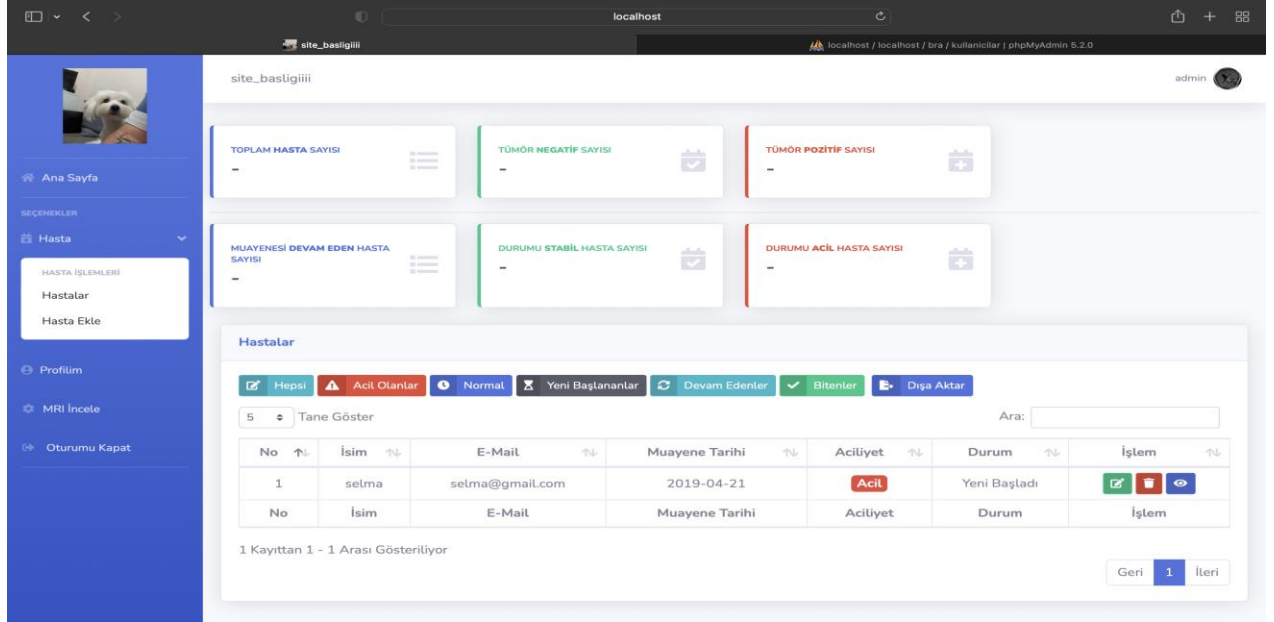 localhost
site_basligiiii
localhost / localhost / bra / kullanicilar | phpMyAdmin 5.2.0
site_basligiiii
admin
Ana Sayfa
SEÇENEKLER
Hasta
HASTA İŞLEMLERİ
Hastalar
Hasta Ekle
Profilim
MRI İncele
Oturumu Kapat
TOPLAM HASTA SAYISI
-
TÜMÖR NEGATİF SAYISI
-
TÜMÖR POZİTİF SAYISI
-
MUAYENESİ DEVAM EDEN HASTA
SAYISI
-
DURUMU STABİL HASTA SAYISI
-
DURUMU ACİL HASTA SAYISI
-
Hastalar
Hepsi Acil Olanlar Normal Yeni Başlananlar Devam Edenler Bitenler Dışa Aktar
5 Tane Göster Ara:
No İsim E-Mail Muayene Tarihi Aciliyet Durum İşlem
1 selma selma@gmail.com 2019-04-21 Acil Yeni Başladı
No İsim E-Mail Muayene Tarihi Aciliyet Durum İşlem
1 Kayıttan 1 - 1 Arası Gösteriliyor
Geri 1 İleri